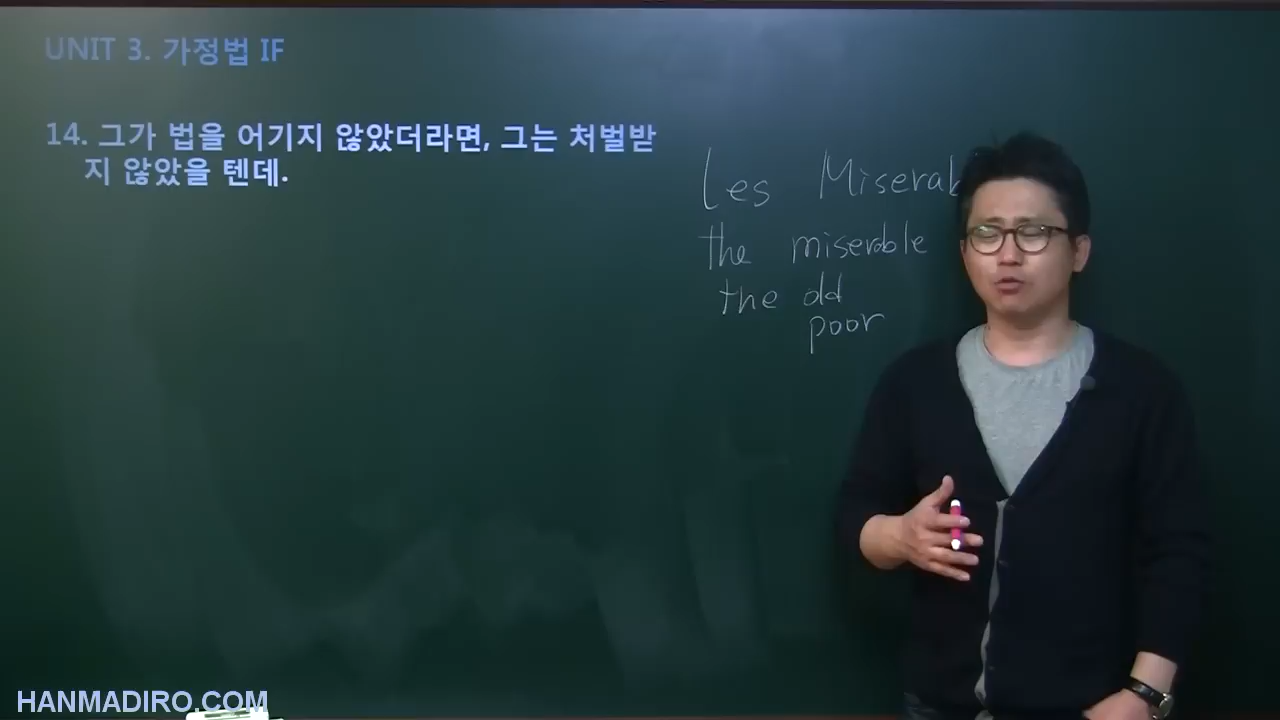 UNIT 3. 가정법 IF
14. 그가 법을 어기지 않았더라면, 그는 처벌받
지 않았을 텐데.
Les Miserab
the miserable
the old
poor
HANMADIRO.COM